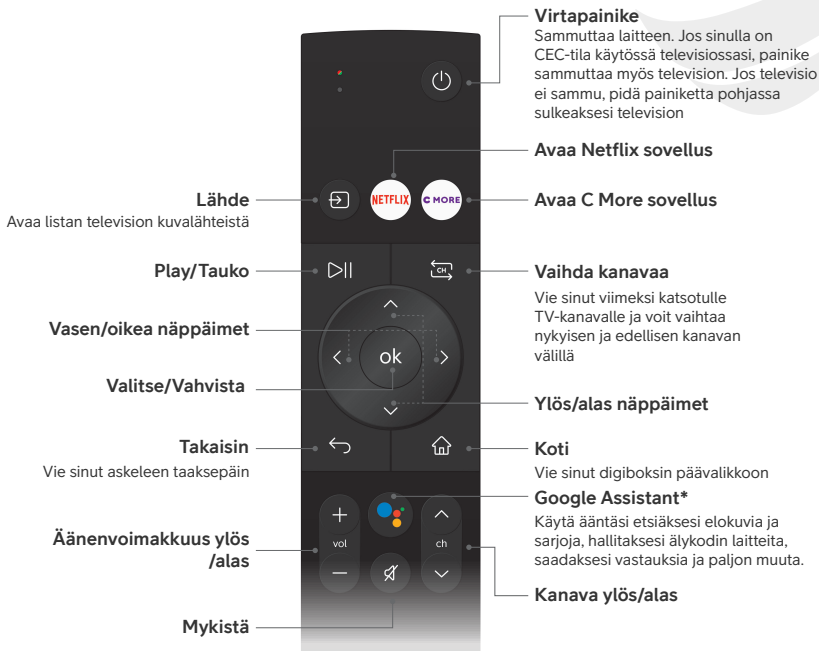 Virtapainike
Sammuttaa laitteen. Jos sinulla on
CEC-tila käytössä televisiossasi, painike
sammuttaa myös television. Jos televisio
ei sammu, pidä painiketta pohjassa
sulkeaksesi television
Avaa Netflix sovellus
Lähde
Avaa listan television kuvalähteistä
NETFLIX
C MORE
Avaa C More sovellus
Play/Tauko
CH
Vaihda kanavaa
Vie sinut viimeksi katsotulle
TV-kanavalle ja voit vaihtaa
nykyisen ja edellisen kanavan
välillä
Vasen/oikea näppäimet
ok
Valitse/Vahvista
Ylös/alas näppäimet
Takaisin
Vie sinut askeleen taaksepäin
Koti
Vie sinut digiboksin päävalikkoon
Google Assistant*
Käytä ääntäsi etsiäksesi elokuvia ja
sarjoja, hallitaksesi älykodin laitteita,
saadaksesi vastauksia ja paljon muuta.
Äänenvoimakkuus ylös
/alas
vol
ch
Kanava ylös/alas
Mykistä